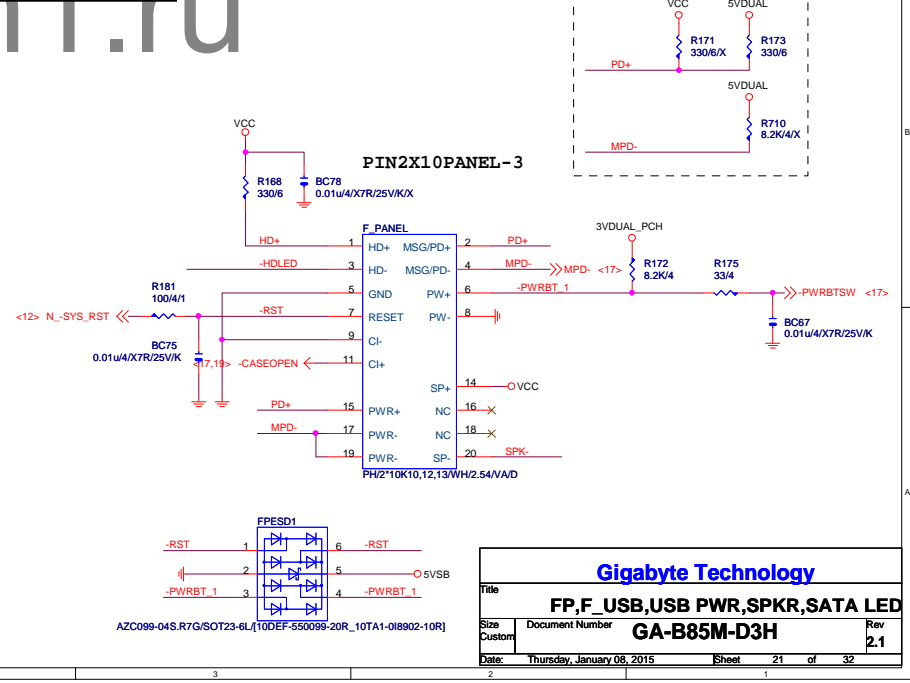 VCC 5VDUAL
R171 330/6/X
R173 330/6
PD+
5VDUAL
R710 8.2K/4/X
MPD-
B
VCC
PIN2X10PANEL-3
R168 330/6
BC78 0.01u/4/X7R/25V/K/X
F_PANEL
3VDUAL_PCH
HD+ 1 HD+ MSG/PD+ 2 PD+
-HDLED 3 HD- MSG/PD- 4 MPD- MPD- <17>
R172 8.2K/4
R175 33/4
5 GND PW+ 6 -PWRBT_1 -PWRBTSW <17>
R181 100/4/1
<12> N_-SYS_RST -RST 7 RESET PW- 8
BC67 0.01u/4/X7R/25V/K
9 CI-
BC75 0.01u/4/X7R/25V/K
<17,19> -CASEOPEN 11 CI+
SP+ 14 VCC
PD+ 15 PWR+ NC 16
MPD- 17 PWR- NC 18
19 PWR- SP- 20 SPK-
PH/2*10K10,12,13/WH/2.54/VA/D
A
FPESD1
-RST 1 6 -RST
2 5 5VSB
-PWRBT_1 3 4 -PWRBT_1
AZC099-04S.R7G/SOT23-6L/[10DEF-550099-20R_10TA1-0I8902-10R]
Gigabyte Technology
Title
FP,F_USB,USB PWR,SPKR,SATA LED
Size Custom
Document Number GA-B85M-D3H
Rev 2.1
Date: Thursday, January 08, 2015 Sheet 21 of 32
3 2 1